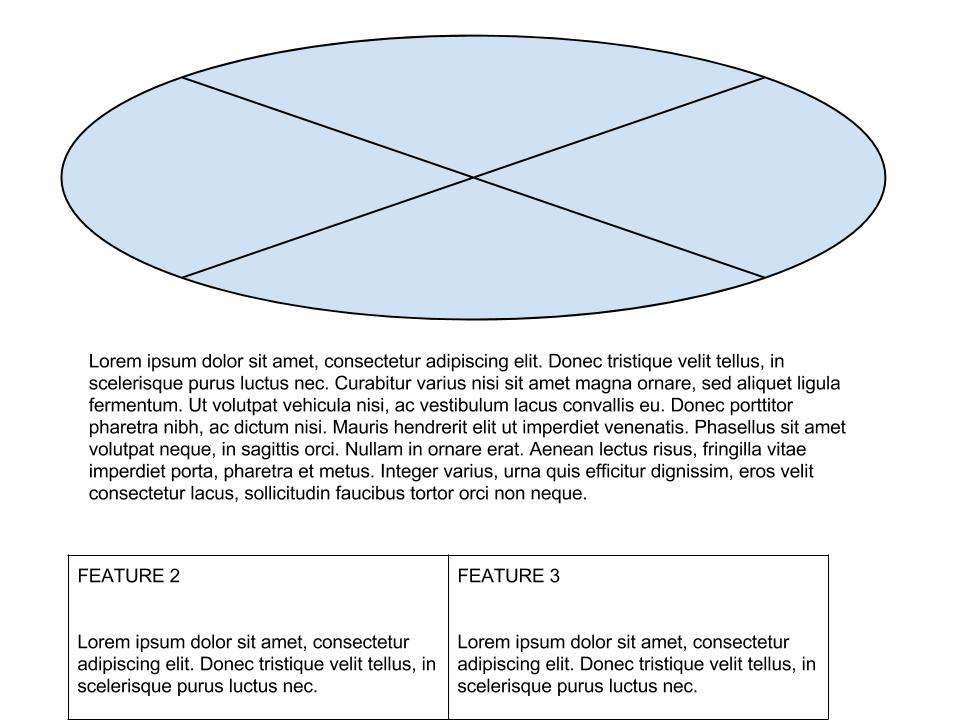 Lorem ipsum dolor sit amet, consectetur adipiscing elit. Donec tristique velit tellus, in
scelerisque purus luctus nec. Curabitur varius nisi sit amet magna ornare, sed aliquet ligula
fermentum. Ut volutpat vehicula nisi, ac vestibulum lacus convallis eu. Donec porttitor
pharetra nibh, ac dictum nisi. Mauris hendrerit elit ut imperdiet venenatis. Phasellus sit amet
volutpat neque, in sagittis orci. Nullam in ornare erat. Aenean lectus risus, fringilla vitae
imperdiet porta, pharetra et metus. Integer varius, urna quis efficitur dignissim, eros velit
consectetur lacus, sollicitudin faucibus tortor orci non neque.
FEATURE 2
Lorem ipsum dolor sit amet, consectetur
adipiscing elit. Donec tristique velit tellus, in
scelerisque purus luctus nec.
FEATURE 3
Lorem ipsum dolor sit amet, consectetur
adipiscing elit. Donec tristique velit tellus, in
scelerisque purus luctus nec.